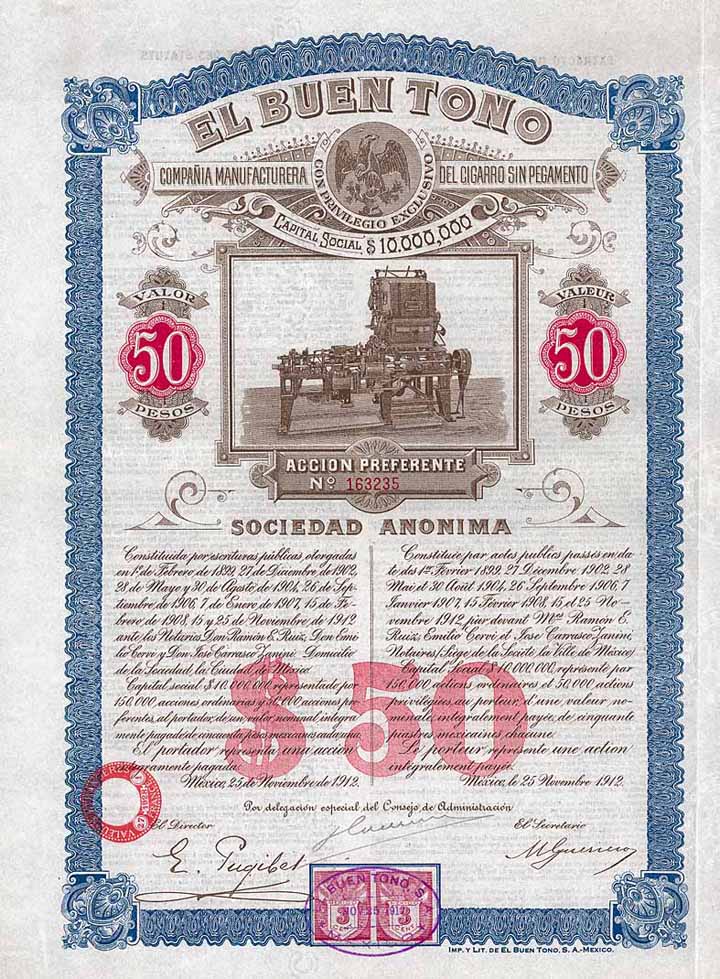 EL BUEN TONO
COMPAÑIA MANUFACTURERA DEL CIGARRO SIN PEGAMENTO
CON PRIVILEGIO EXCLUSIVO
CAPITAL SOCIAL $ 10.000,000
VALOR
50
PESOS
VALEUR
50
PESOS
ACCION PREFERENTE
No. 163235
SOCIEDAD ANONIMA
Constituida por escrituras públicas, otorgadas
en 1o. de Febrero de 1899, 27 de Diciembre de 1902,
28 de Mayo y 30 de Agosto de 1904, 26 de Sep-
tiembre de 1906, 7 de Enero de 1907, 15 de Fe-
brero de 1908, 15 y 25 de Noviembre de 1912
ante los Notarios Don Ramón E. Ruiz, Don Emi
lio Cervi y Don José Carrasco Zanini. Domicilio
de la Sociedad, la Ciudad de México.
Capital social $10.000,000 representado por
150,000 acciones ordinarias y 50,000 acciones pre-
ferentes, al portador, de un valor nominal, integra
mente pagado de cincuenta pesos mexicanos cada una.
El portador representa una acción
integramente pagada.
México, 25 de Noviembre de 1912.
Constituée par actes publics passés en da-
te des 1er. Février 1899, 27 Décembre 1902, 28
Mai et 30 Août 1904, 26 Septembre 1906, 7
Janvier 1907, 15 Février 1908, 15 et 25 No-
vembre 1912, par devant Mes. Ramón E.
Ruiz, Emilio Cervi et José Carrasco Zanini,
Notaires (Siège de la Société la Ville de México)
Capital Social $10,000,000, représenté par
150,000 actions ordinaires et 50,000 actions
privilégiées, au porteur, d'une valeur no-
minale, intégralement payée, de cinquante
piastres mexicaines chacune.
Le porteur représente une action
intégralement payée.
México, le 25 Novembre 1912.
$50
Por delegación especial del Consejo de Administración
El Director
El Secretario
E. Pugibet
MGuerrero
BUEN TONO, S.A.
NOV 25 191
IMP. Y LIT. DE EL BUEN TONO, S. A.-MEXICO.